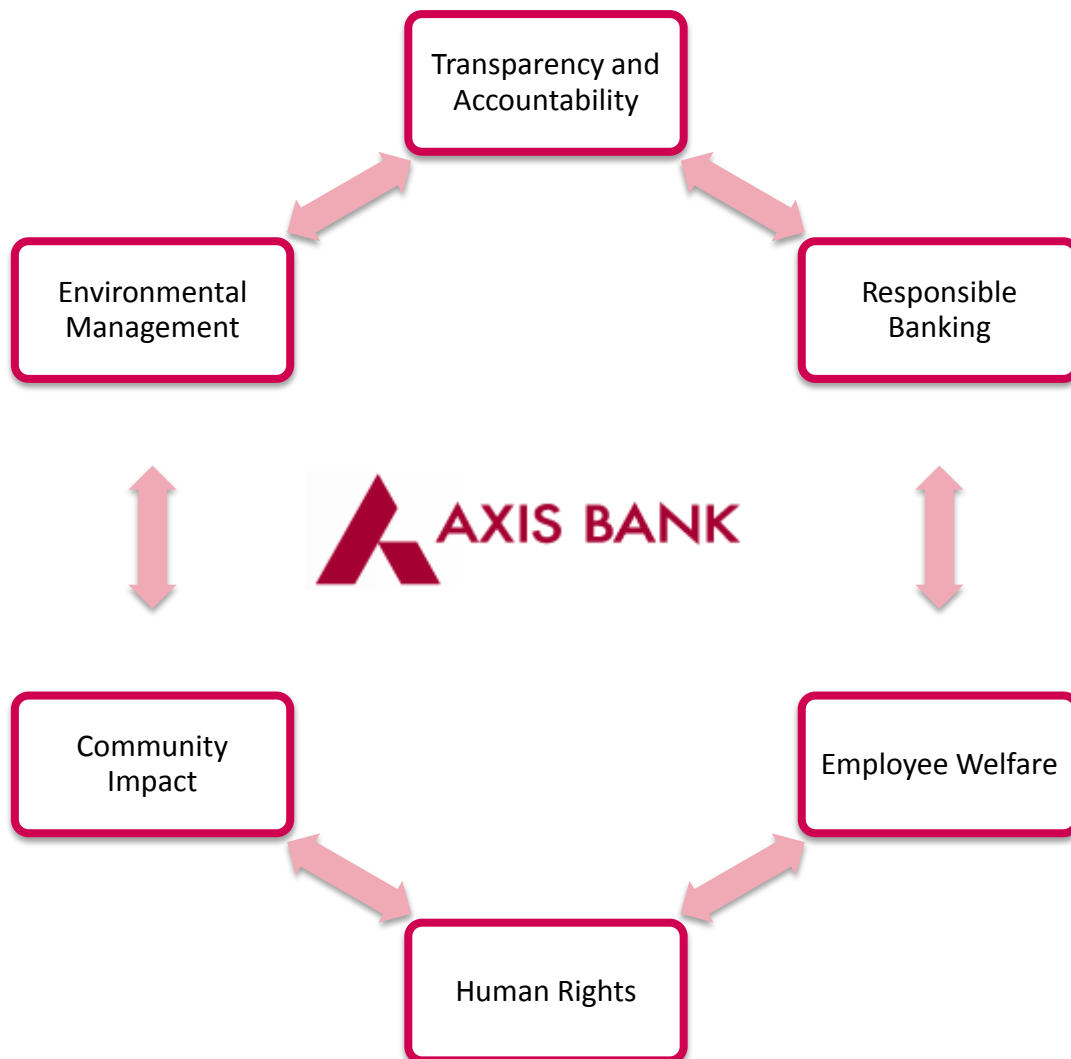 Transparency and
Accountability
Environmental
Management
Responsible
Banking
AXIS BANK
Community
Impact
Employee Welfare
Human Rights